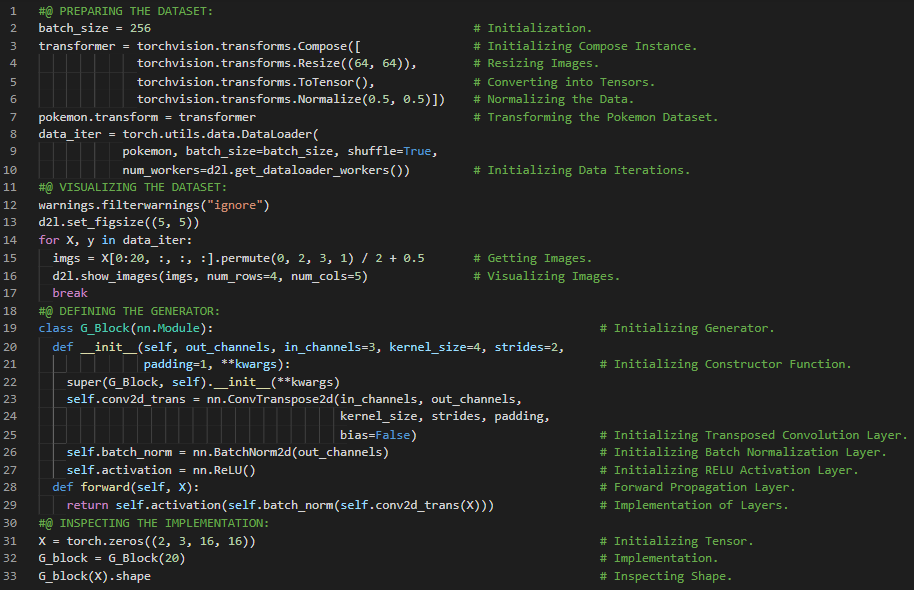 1 #@ PREPARING THE DATASET:
2 batch_size = 256 # Initialization.
3 transformer = torchvision.transforms.Compose([ # Initializing Compose Instance.
4 torchvision.transforms.Resize((64, 64)), # Resizing Images.
5 torchvision.transforms.ToTensor(), # Converting into Tensors.
6 torchvision.transforms.Normalize(0.5, 0.5)]) # Normalizing the Data.
7 pokemon.transform = transformer # Transforming the Pokemon Dataset.
8 data_iter = torch.utils.data.DataLoader(
9 pokemon, batch_size=batch_size, shuffle=True,
10 num_workers=d2l.get_dataloader_workers()) # Initializing Data Iterations.
11 #@ VISUALIZING THE DATASET:
12 warnings.filterwarnings("ignore")
13 d2l.set_figsize((5, 5))
14 for X, y in data_iter:
15 imgs = X[0:20, :, :, :].permute(0, 2, 3, 1) / 2 + 0.5 # Getting Images.
16 d2l.show_images(imgs, num_rows=4, num_cols=5) # Visualizing Images.
17 break
18 #@ DEFINING THE GENERATOR:
19 class G_Block(nn.Module): # Initializing Generator.
20 def __init__(self, out_channels, in_channels=3, kernel_size=4, strides=2,
21 padding=1, **kwargs): # Initializing Constructor Function.
22 super(G_Block, self).__init__(**kwargs)
23 self.conv2d_trans = nn.ConvTranspose2d(in_channels, out_channels,
24 kernel_size, strides, padding,
25 bias=False) # Initializing Transposed Convolution Layer.
26 self.batch_norm = nn.BatchNorm2d(out_channels) # Initializing Batch Normalization Layer.
27 self.activation = nn.ReLU() # Initializing RELU Activation Layer.
28 def forward(self, X): # Forward Propagation Layer.
29 return self.activation(self.batch_norm(self.conv2d_trans(X))) # Implementation of Layers.
30 #@ INSPECTING THE IMPLEMENTATION:
31 X = torch.zeros((2, 3, 16, 16)) # Initializing Tensor.
32 G_block = G_Block(20) # Implementation.
33 G_block(X).shape # Inspecting Shape.